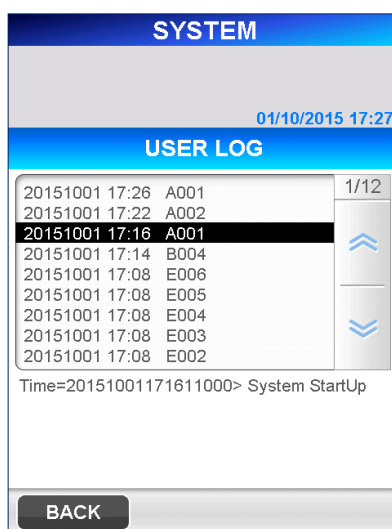 SYSTEM
01/10/2015 17:27
USER LOG
1/12
20151001 17:26 A001
20151001 17:22 A002
20151001 17:16 A001
20151001 17:14 B004
20151001 17:08 E006
20151001 17:08 E005
20151001 17:08 E004
20151001 17:08 E003
20151001 17:08 E002
Time=20151001171611000> System StartUp
BACK